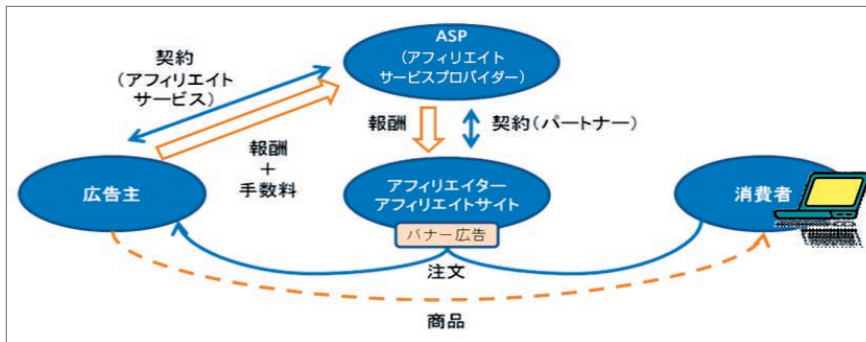 ASP
（アフィリエイト
サービスプロバイダー）
契約
（アフィリエイト
サービス）
報酬
契約（パートナー）
報酬
＋
手数料
広告主
アフィリエイター
アフィリエイトサイト
消費者
バナー広告
注文
商品